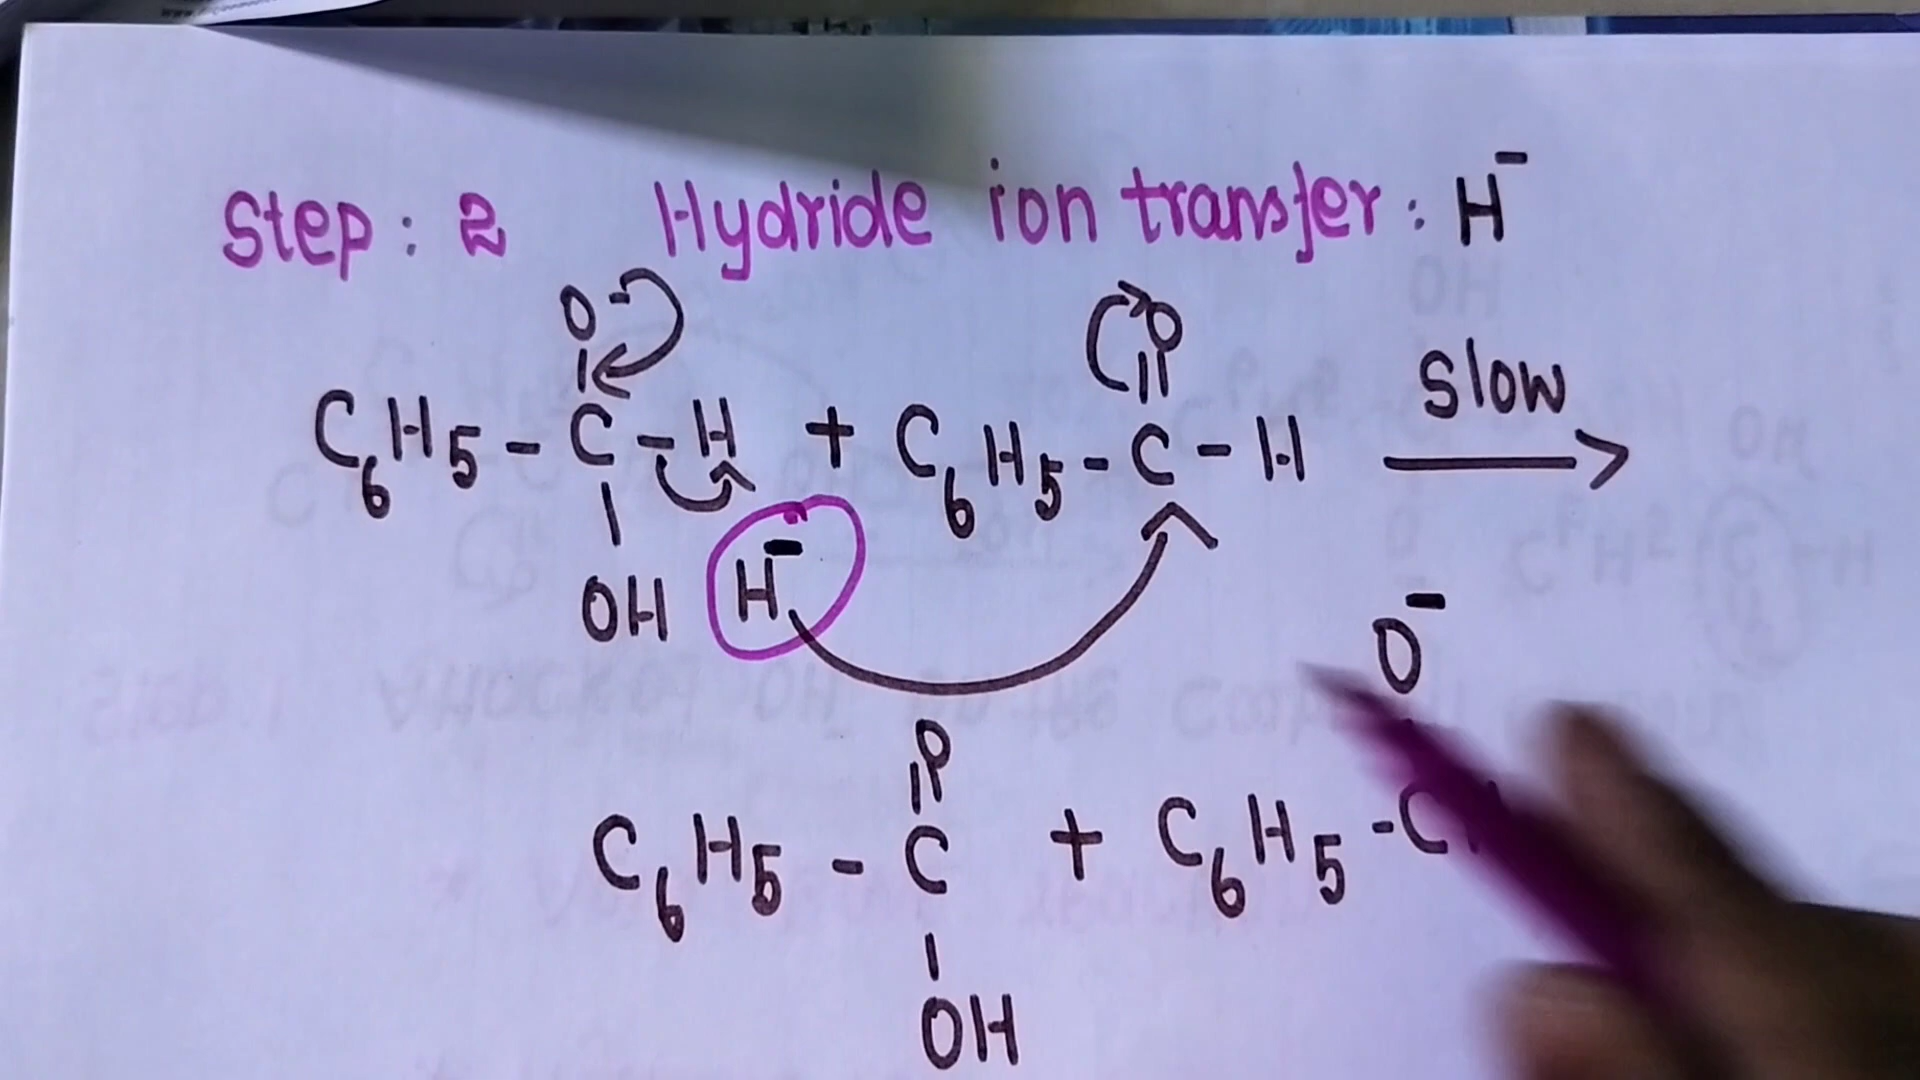 Step: 2 Hydride ion transfer: H⁻
O⁻ O
C₆H₅-C-H + C₆H₅-C-H Slow
OH H⁻
O O⁻
C₆H₅-C + C₆H₅-C
OH